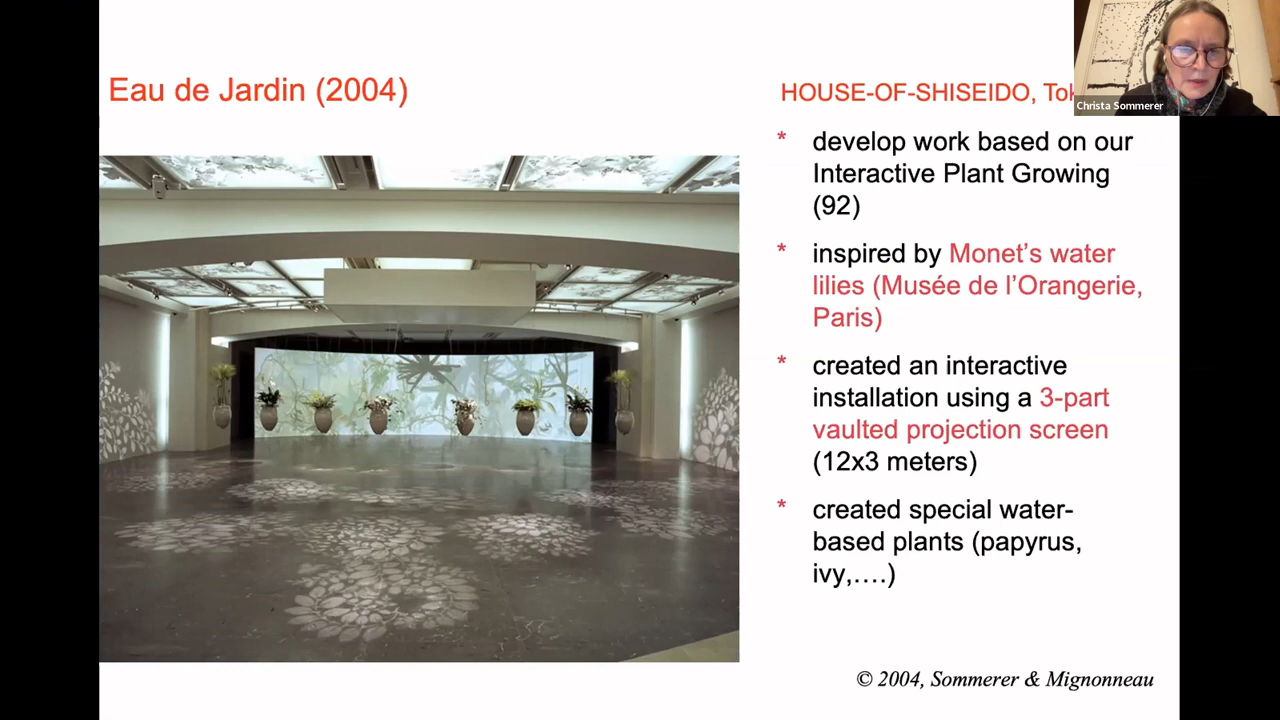 Eau de Jardin (2004)
HOUSE-OF-SHISEIDO,
Christa Sommerer
* develop work based on our
Interactive Plant Growing
(92)
* inspired by Monet's water
lilies (Musée de l'Orangerie,
Paris)
* created an interactive
installation using a 3-part
vaulted projection screen
(12x3 meters)
* created special water-
based plants (papyrus,
ivy,....)
© 2004, Sommerer & Mignonneau